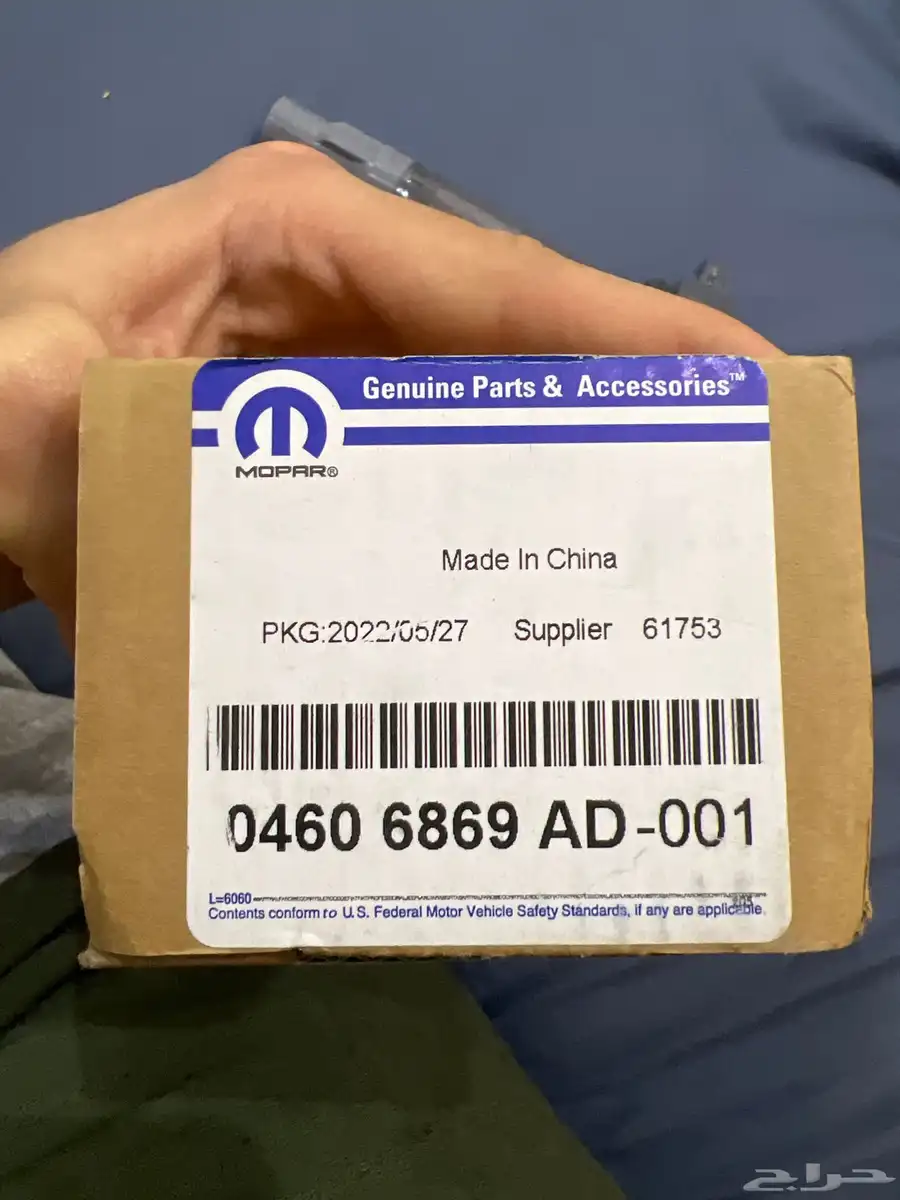 Genuine Parts & Accessories™
MOPAR®
Made In China
PKG:2022/05/27 Supplier 61753
0460 6869 AD-001
L=6060
Contents conform to U.S. Federal Motor Vehicle Safety Standards, if any are applicable.
حراج